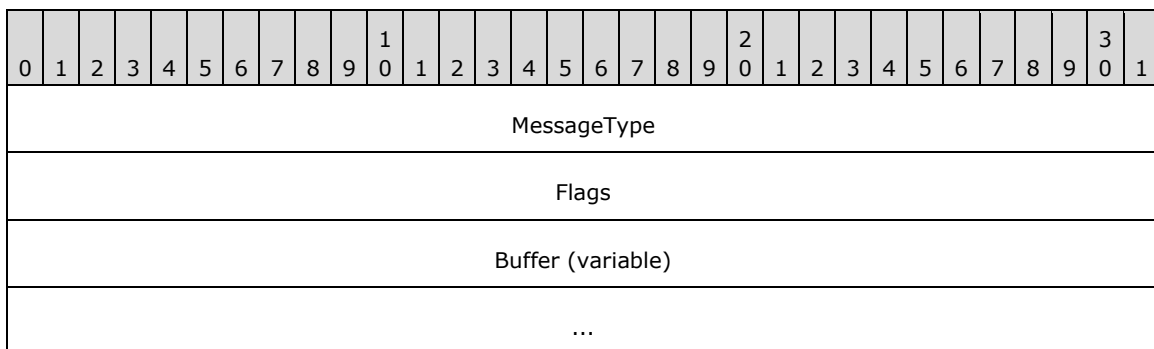 1 2 3
0 1 2 3 4 5 6 7 8 9 0 1 2 3 4 5 6 7 8 9 0 1 2 3 4 5 6 7 8 9 0 1
MessageType
Flags
Buffer (variable)
...